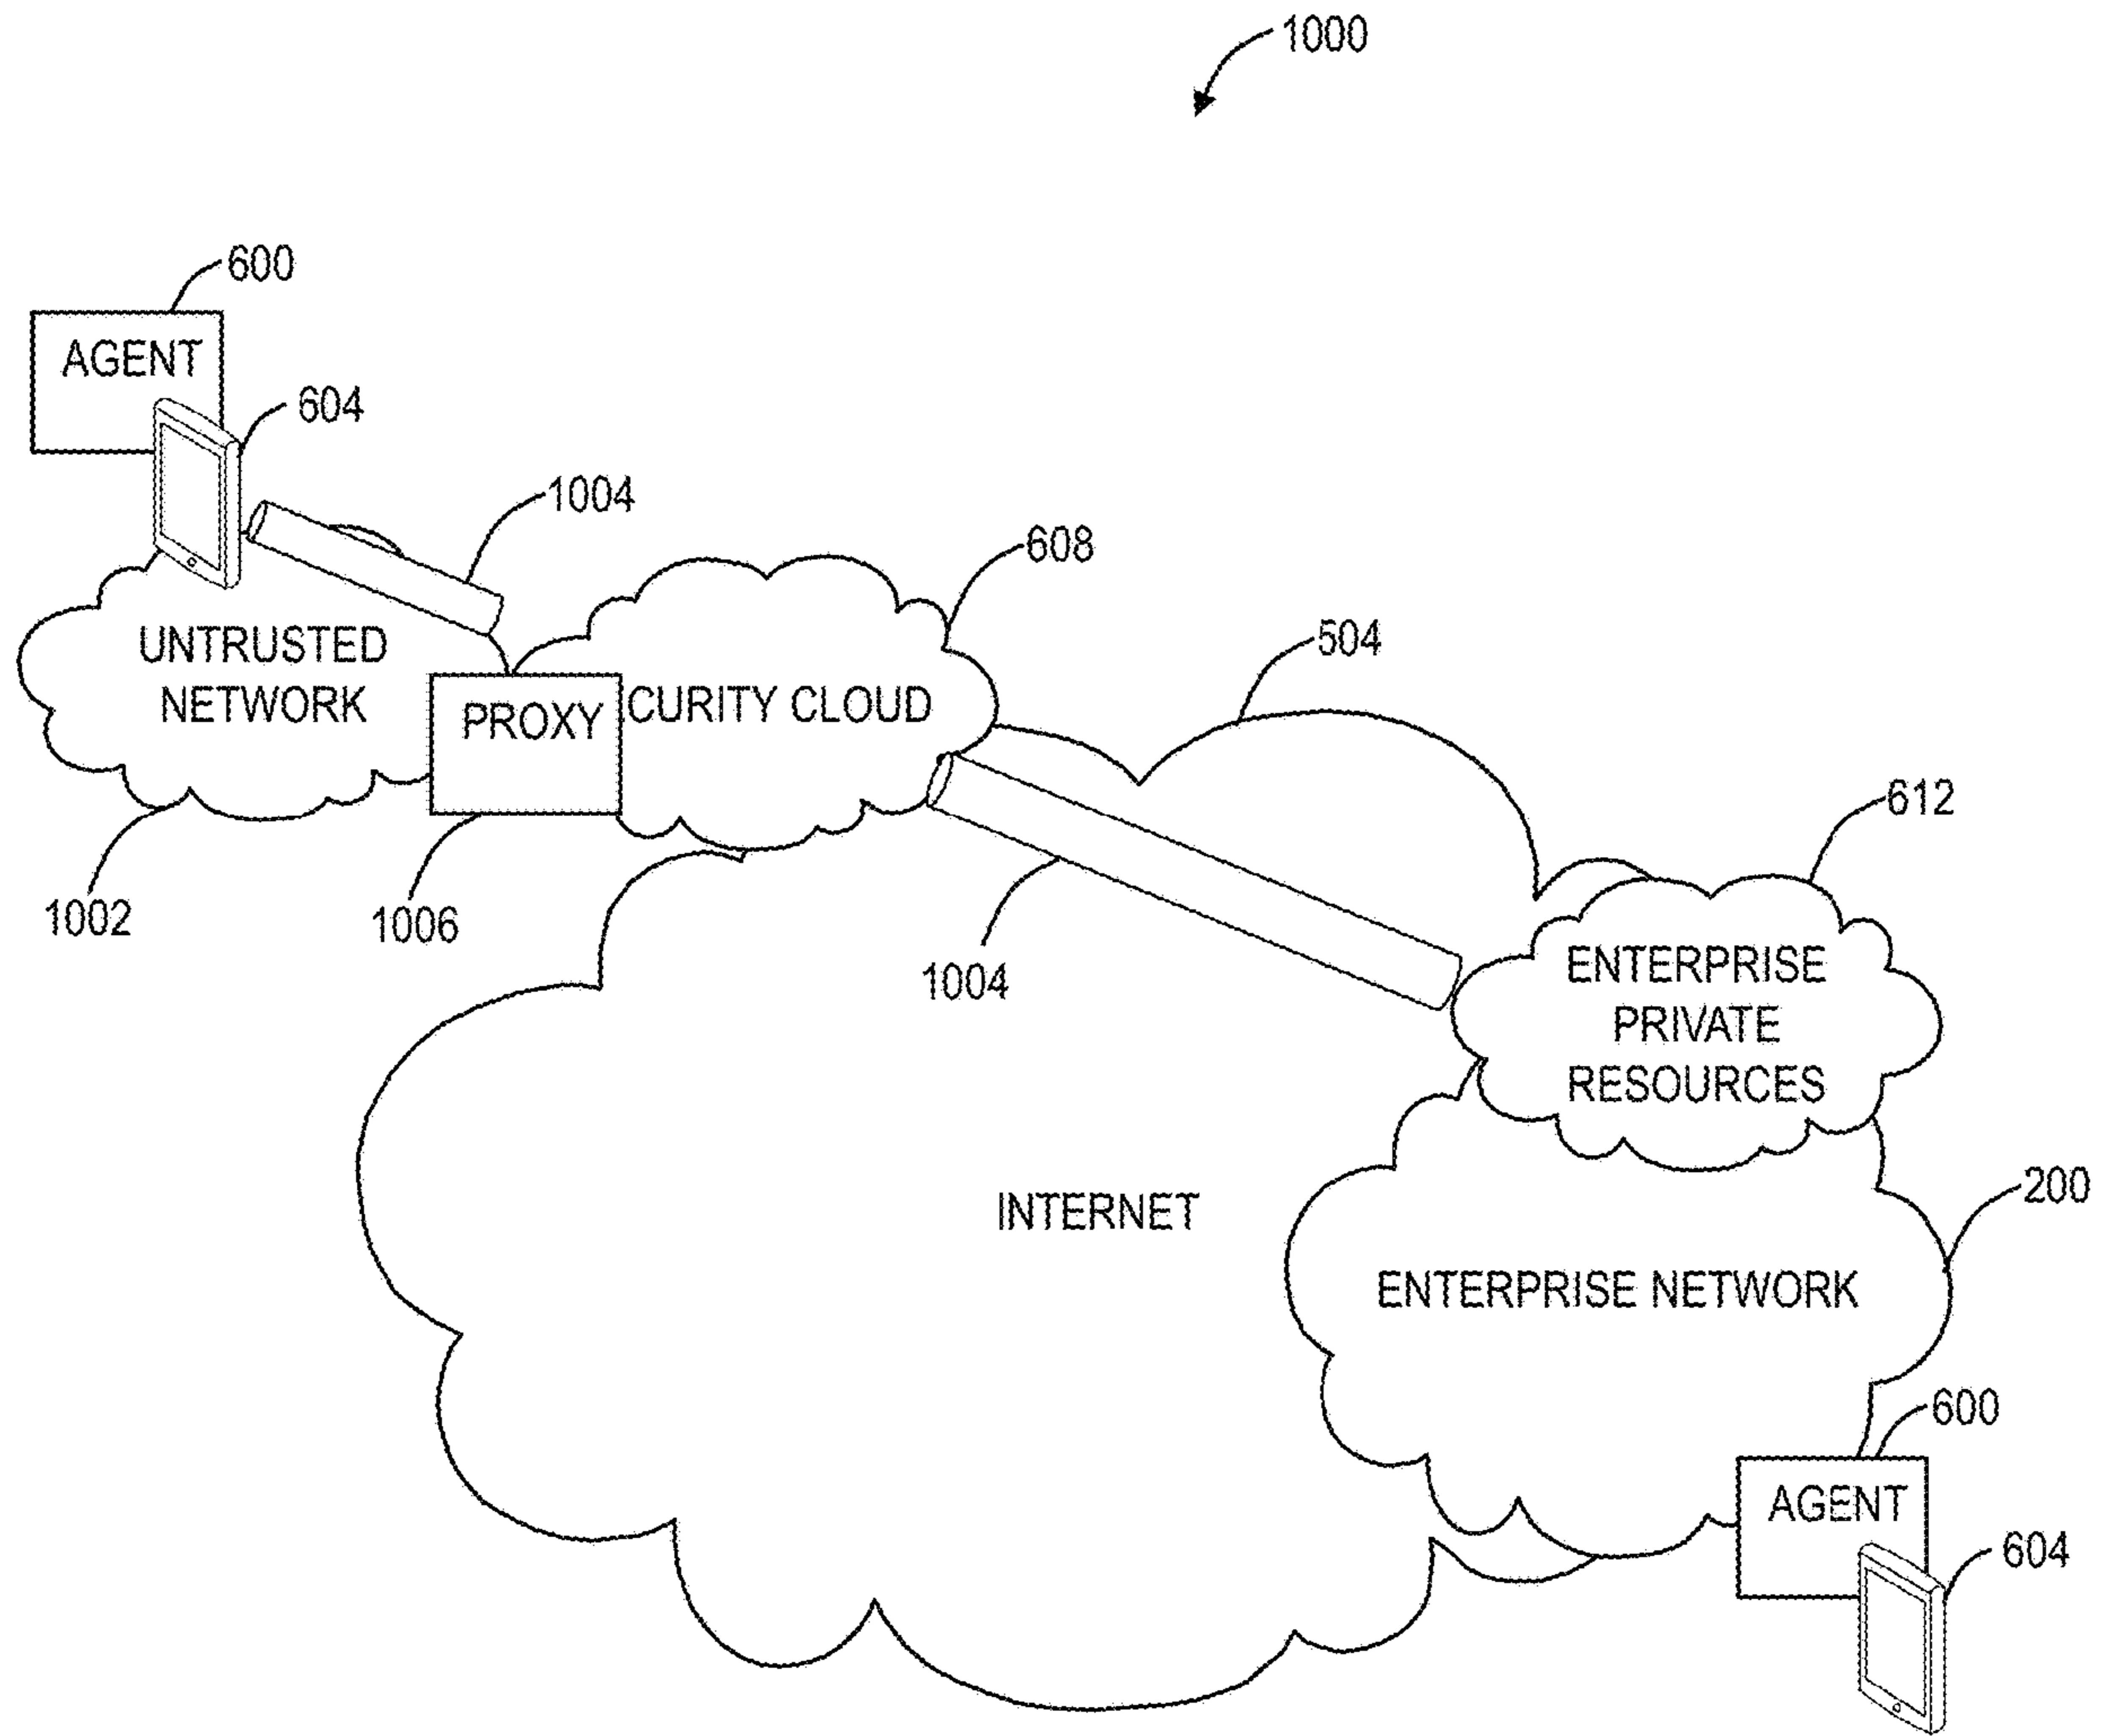 1000
600
AGENT
604
1004
608
UNTRUSTED
NETWORK
PROXY
CURITY CLOUD
504
612
1002
1006
1004
ENTERPRISE
PRIVATE
RESOURCES
INTERNET
200
ENTERPRISE NETWORK
600
AGENT
604